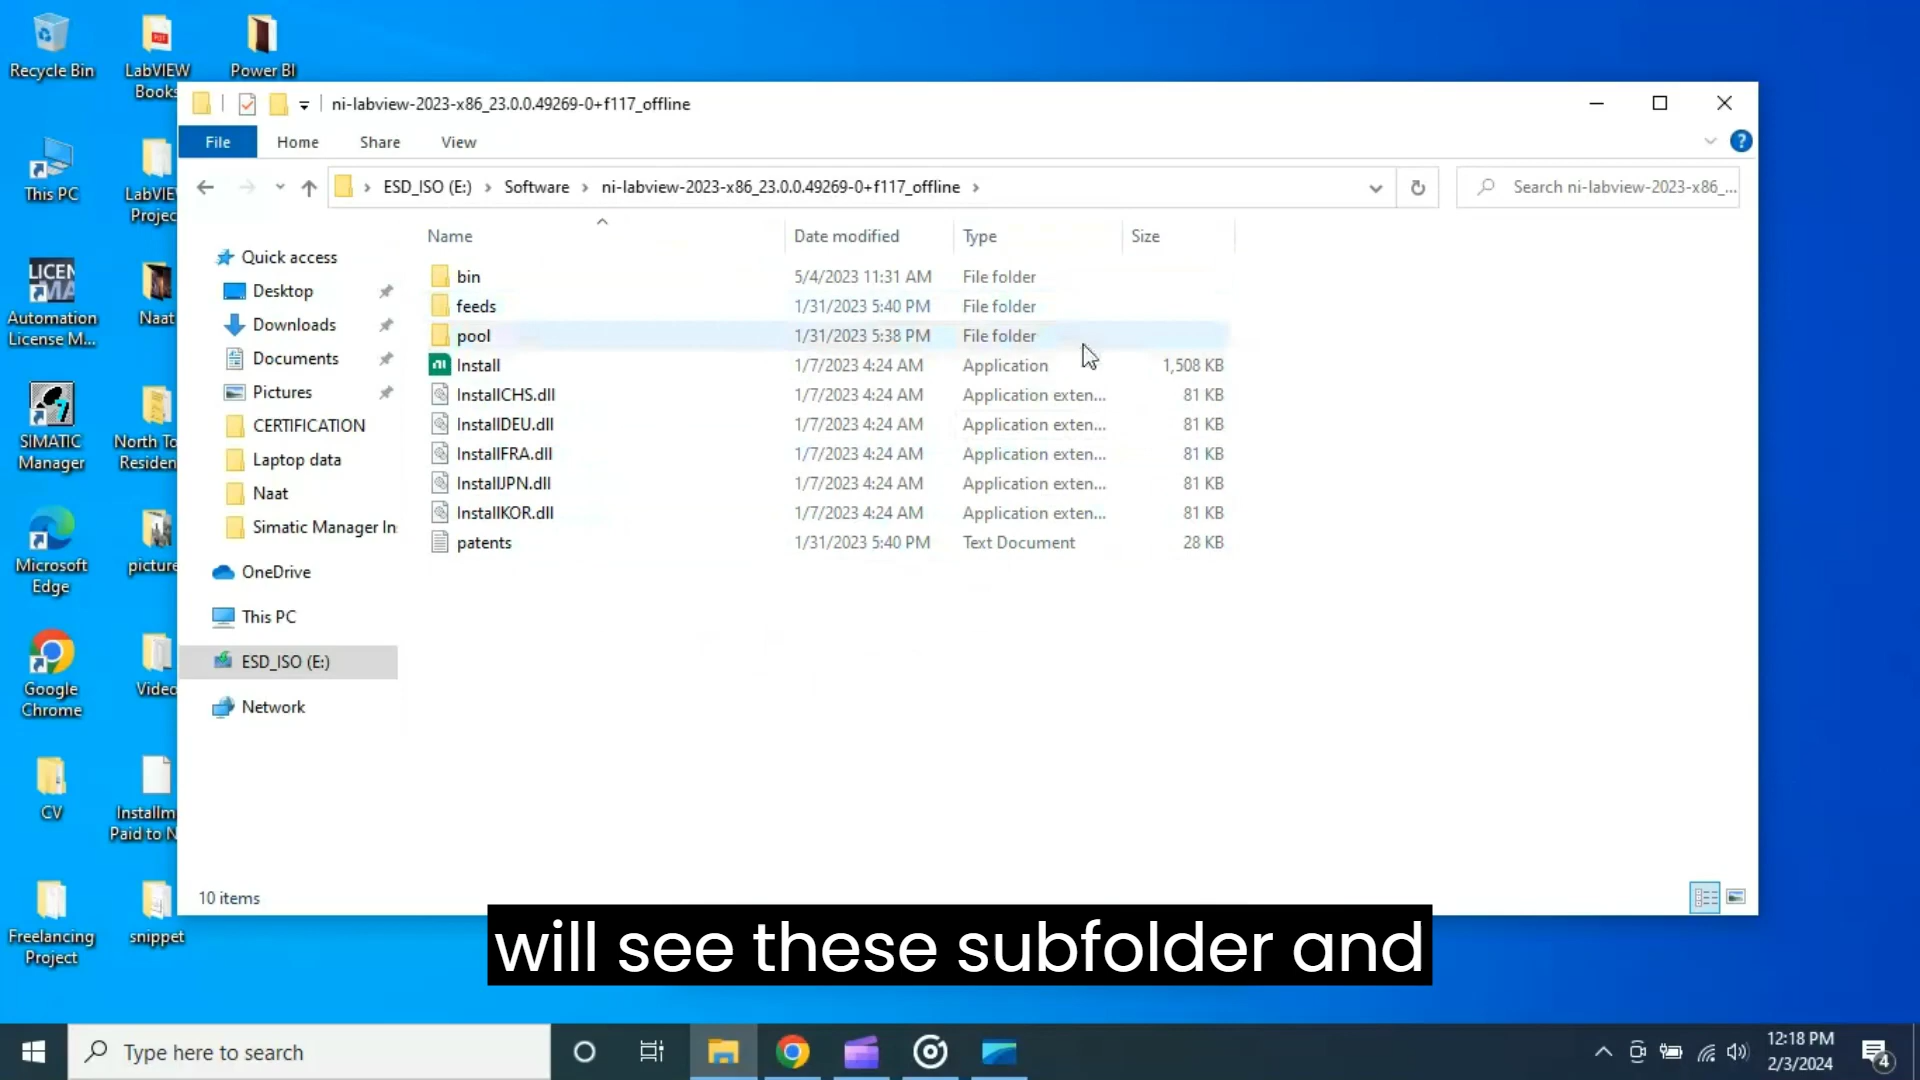 Recycle Bin
LabVIEW
Books
Power BI
This PC
LabVIE
Projec
LICEN
Automation
License M...
Naat
SIMATIC
Manager
North To
Residen
Microsoft
Edge
picture
Google
Chrome
Video
CV
Installm
Paid to N
Freelancing
Project
snippet
ni-labview-2023-x86_23.0.0.49269-0+f117_offline
File Home Share View
ESD_ISO (E:) › Software › ni-labview-2023-x86_23.0.0.49269-0+f117_offline ›
Search ni-labview-2023-x86_...
Quick access
Desktop
Downloads
Documents
Pictures
CERTIFICATION
Laptop data
Naat
Simatic Manager In
OneDrive
This PC
ESD_ISO (E:)
Network
Name Date modified Type Size
bin 5/4/2023 11:31 AM File folder
feeds 1/31/2023 5:40 PM File folder
pool 1/31/2023 5:38 PM File folder
Install 1/7/2023 4:24 AM Application 1,508 KB
InstallCHS.dll 1/7/2023 4:24 AM Application exten... 81 KB
InstallDEU.dll 1/7/2023 4:24 AM Application exten... 81 KB
InstallFRA.dll 1/7/2023 4:24 AM Application exten... 81 KB
InstallJPN.dll 1/7/2023 4:24 AM Application exten... 81 KB
InstallKOR.dll 1/7/2023 4:24 AM Application exten... 81 KB
patents 1/31/2023 5:40 PM Text Document 28 KB
10 items
will see these subfolder and
Type here to search
12:18 PM
2/3/2024
4